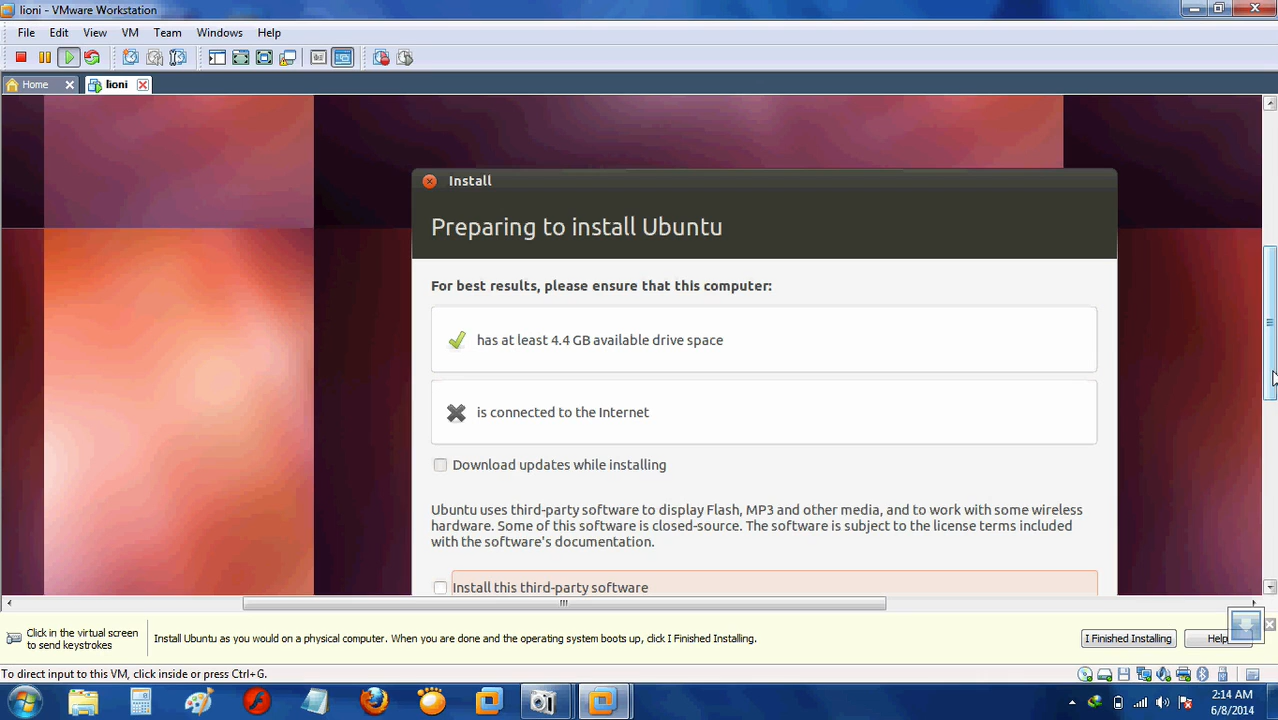 lioni - VMware Workstation
File Edit View VM Team Windows Help
Home lioni
Install
Preparing to install Ubuntu
For best results, please ensure that this computer:
has at least 4.4 GB available drive space
is connected to the Internet
Download updates while installing
Ubuntu uses third-party software to display Flash, MP3 and other media, and to work with some wireless
hardware. Some of this software is closed-source. The software is subject to the license terms included
with the software's documentation.
Install this third-party software
Click in the virtual screen
to send keystrokes
Install Ubuntu as you would on a physical computer. When you are done and the operating system boots up, click I Finished Installing.
I Finished Installing
Help
To direct input to this VM, click inside or press Ctrl+G.
2:14 AM
6/8/2014